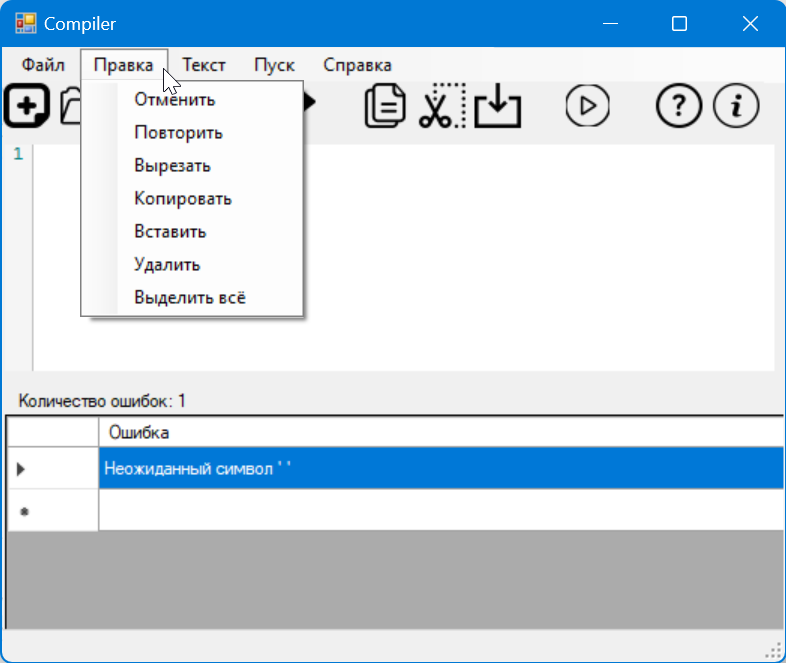 Compiler
Файл Правка Текст Пуск Справка
Отменить
Повторить
Вырезать
Копировать
Вставить
Удалить
Выделить всё
1
Количество ошибок: 1
Ошибка
Неожиданный символ ' '